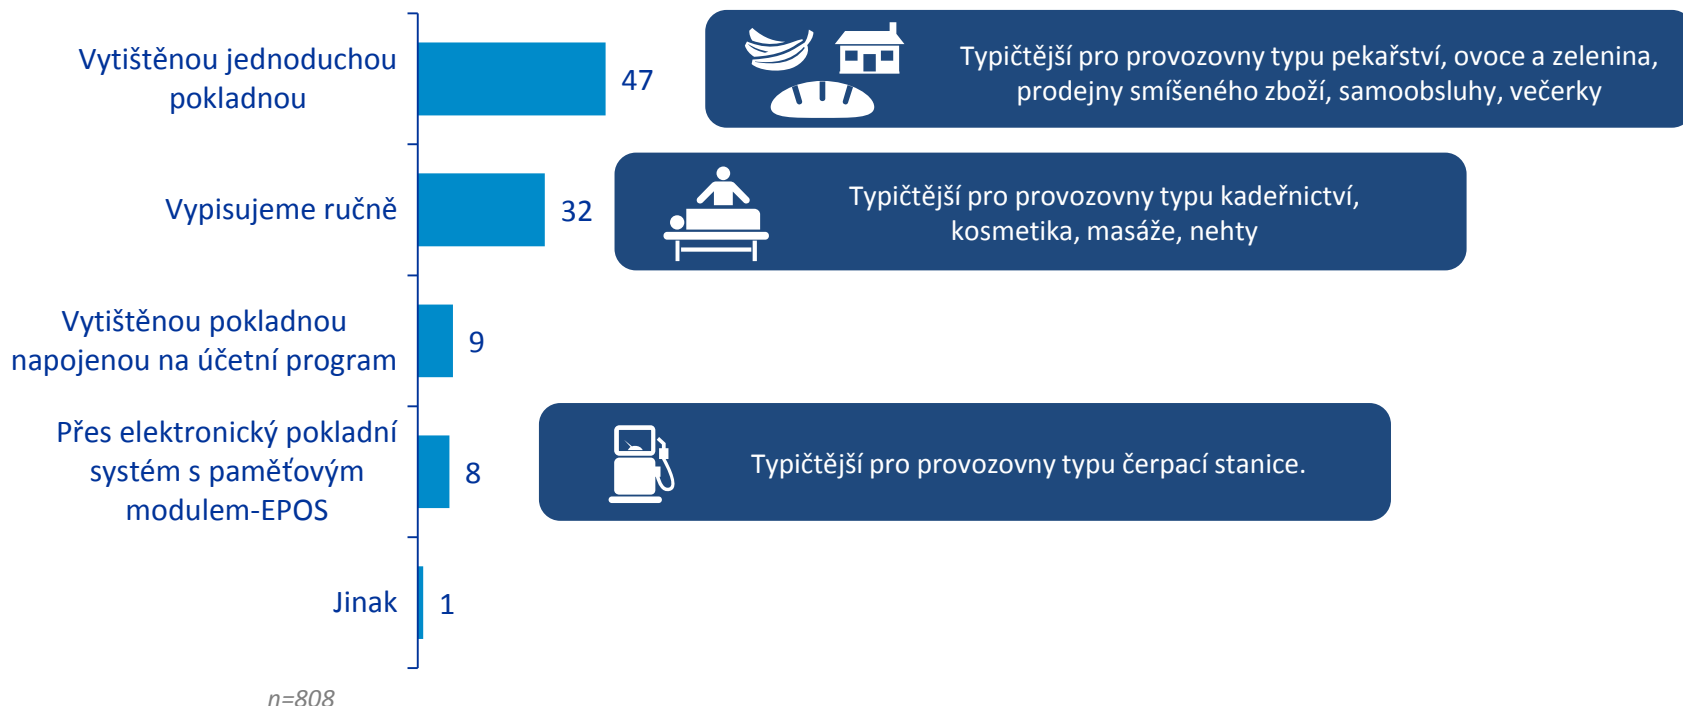 Vytištěnou jednoduchou
pokladnou
47
Typičtější pro provozovny typu pekařství, ovoce a zelenina,
prodejny smíšeného zboží, samoobsluhy, večerky
Vypisujeme ručně
32
Typičtější pro provozovny typu kadeřnictví,
kosmetika, masáže, nehty
Vytištěnou pokladnou
napojenou na účetní program
9
Přes elektronický pokladní
systém s paměťovým
modulem-EPOS
8
Typičtější pro provozovny typu čerpací stanice.
Jinak
1
n=808